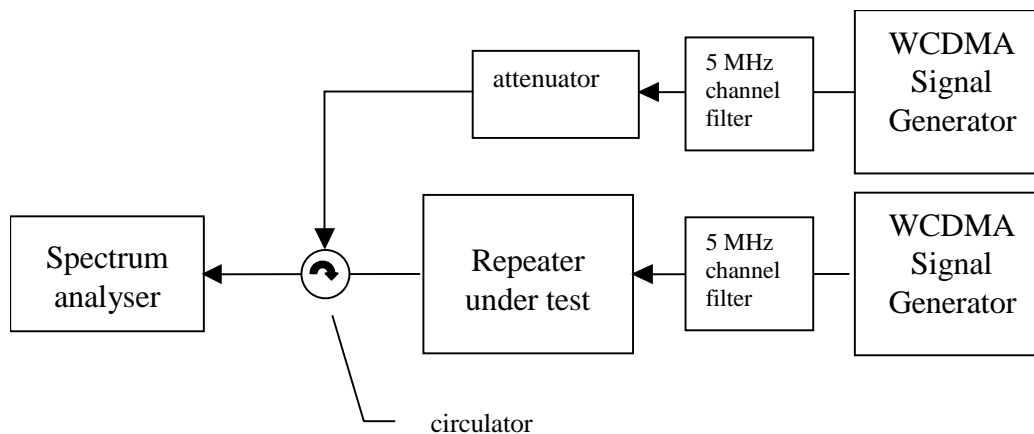 attenuator
5 MHz
channel
filter
WCDMA
Signal
Generator
Spectrum
analyser
Repeater
under test
5 MHz
channel
filter
WCDMA
Signal
Generator
circulator